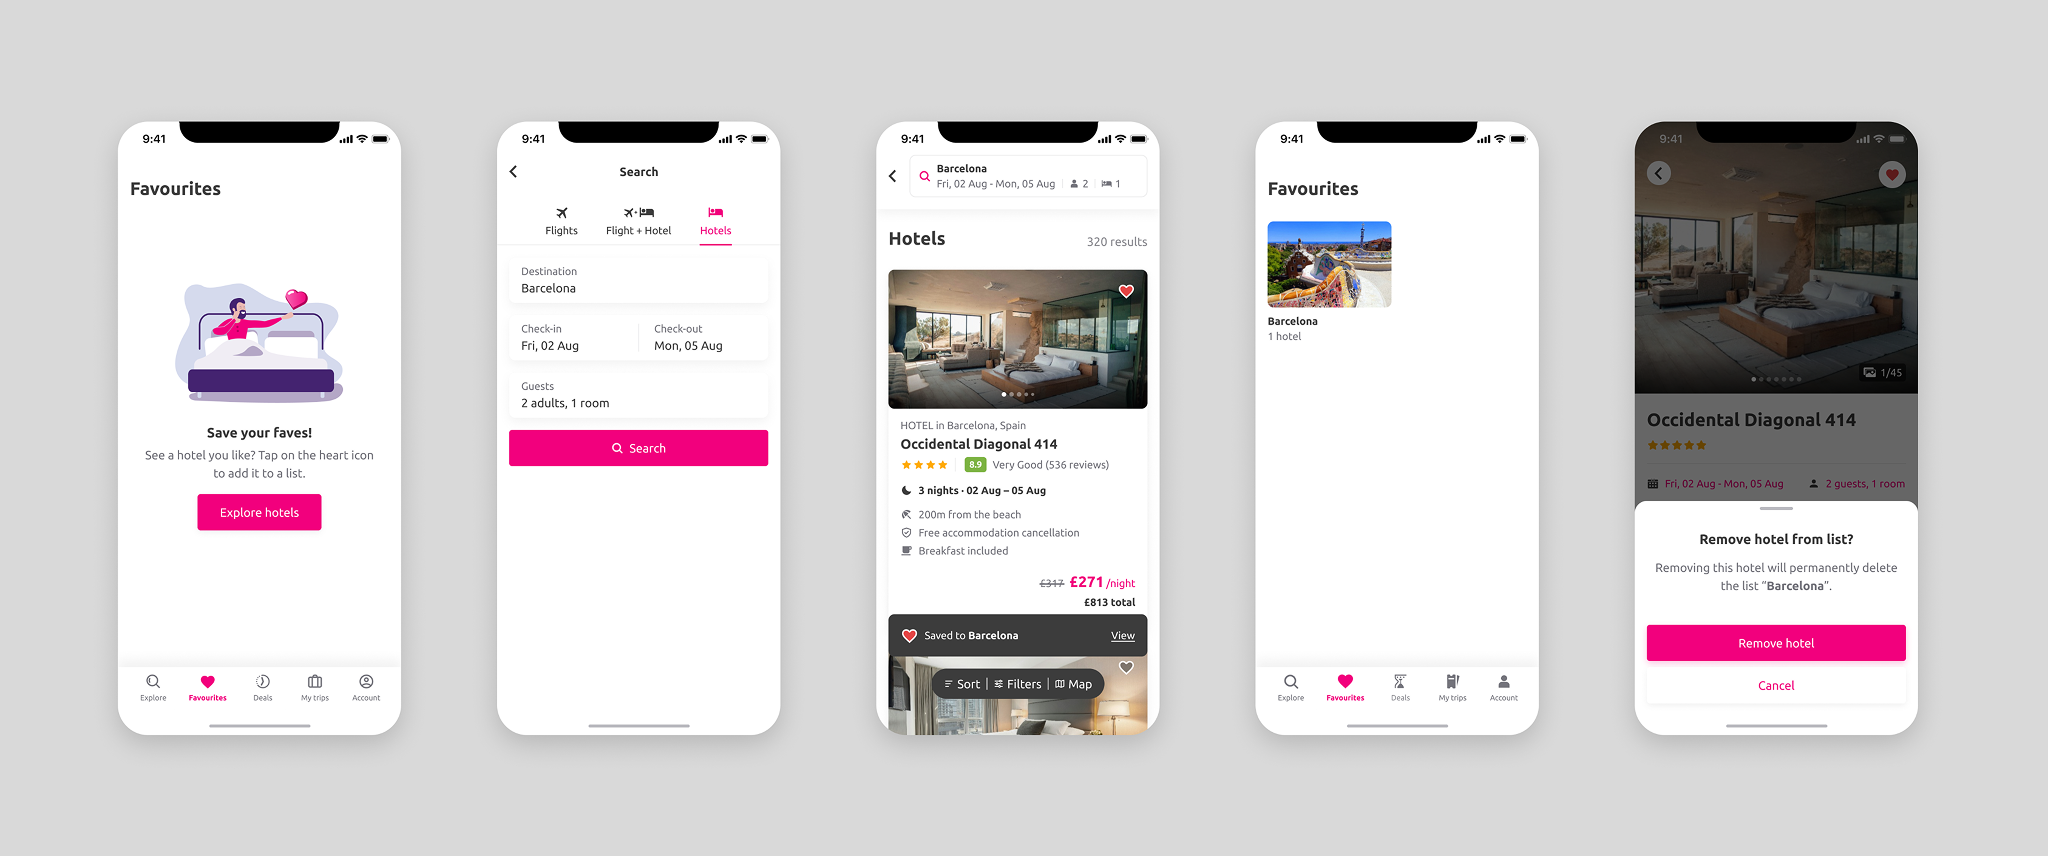 9:41
Favourites
Save your faves!
See a hotel you like? Tap on the heart icon
to add it to a list.
Explore hotels
Explore
Favourites
Deals
My trips
Account
9:41
Search
Flights
Flight + Hotel
Hotels
Destination
Barcelona
Check-in
Fri, 02 Aug
Check-out
Mon, 05 Aug
Guests
2 adults, 1 room
Search
9:41
Barcelona
Fri, 02 Aug - Mon, 05 Aug 2 1
Hotels
320 results
HOTEL in Barcelona, Spain
Occidental Diagonal 414
8.9 Very Good (536 reviews)
3 nights · 02 Aug – 05 Aug
200m from the beach
Free accommodation cancellation
Breakfast included
£317 £271 /night
£813 total
Saved to Barcelona View
Sort | Filters | Map
9:41
Favourites
Barcelona
1 hotel
Explore
Favourites
Deals
My trips
Account
9:41
1/45
Occidental Diagonal 414
Fri, 02 Aug - Mon, 05 Aug 2 guests, 1 room
Remove hotel from list?
Removing this hotel will permanently delete
the list “Barcelona”.
Remove hotel
Cancel